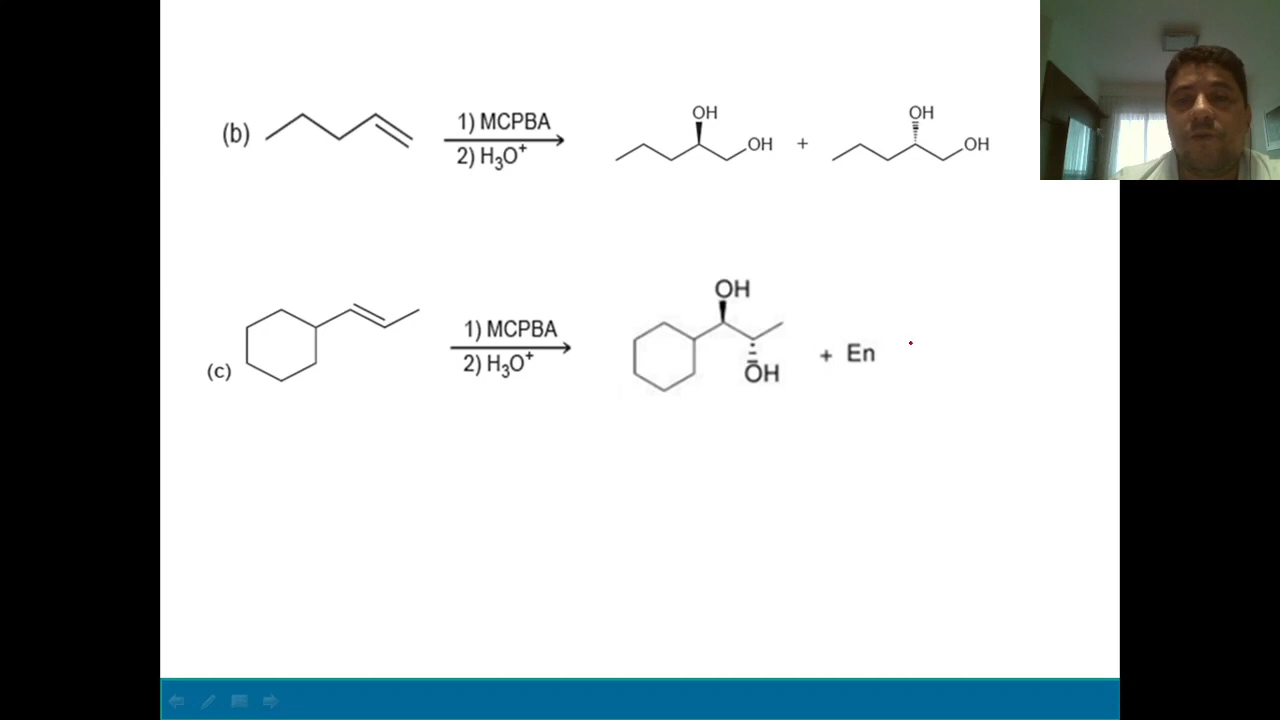 (b) 1) MCPBA
2) H₃O⁺
OH
OH
+
OH
OH
(c) 1) MCPBA
2) H₃O⁺
OH
OH
+ En